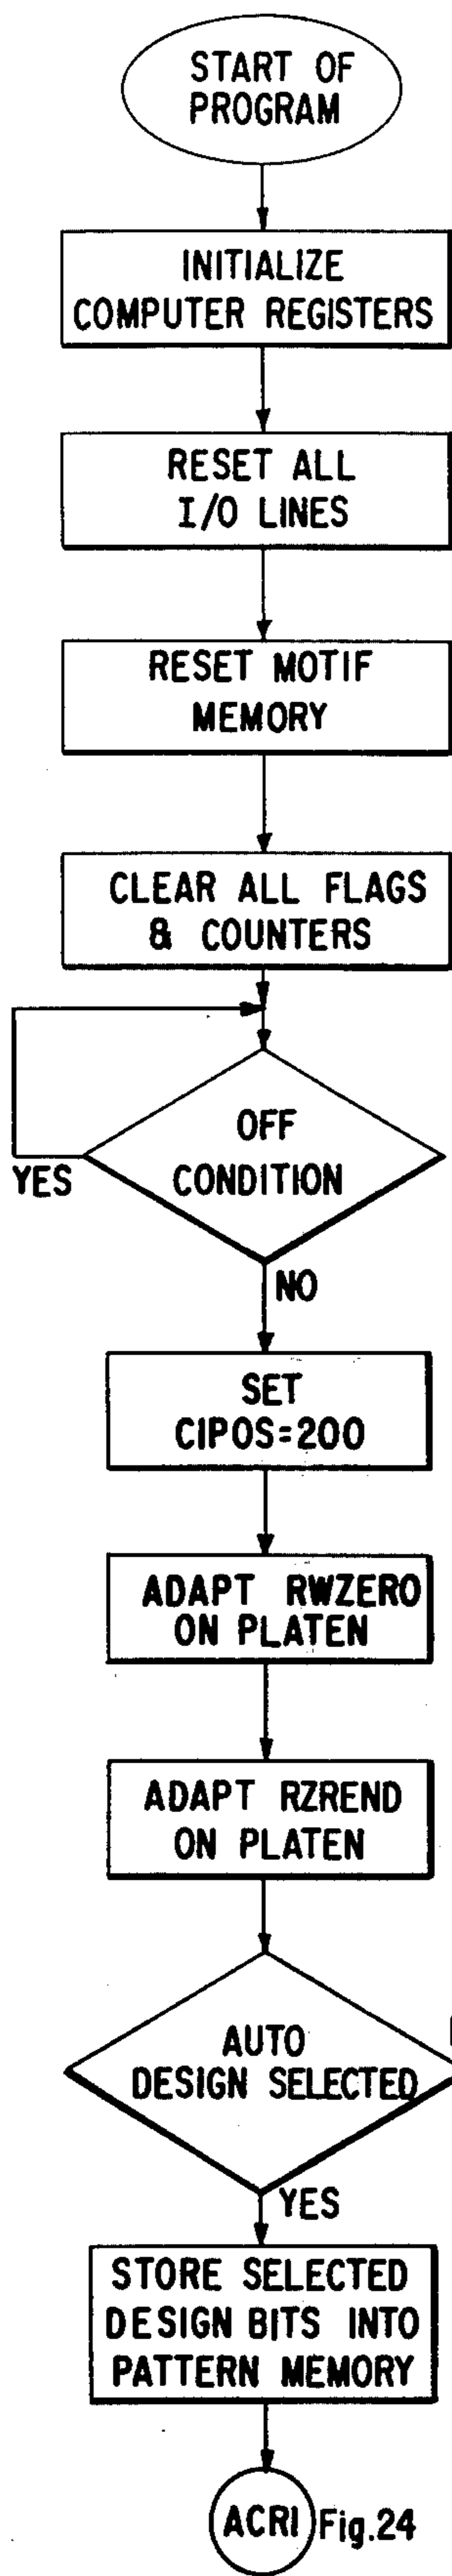 START OF
PROGRAM
INITIALIZE
COMPUTER REGISTERS
RESET ALL
I/O LINES
RESET MOTIF
MEMORY
CLEAR ALL FLAGS
& COUNTERS
OFF
CONDITION
YES
NO
SET
CIPOS=200
ADAPT RWZERO
ON PLATEN
ADAPT RZREND
ON PLATEN
AUTO
DESIGN SELECTED
YES
STORE SELECTED
DESIGN BITS INTO
PATTERN MEMORY
ACRI Fig.24